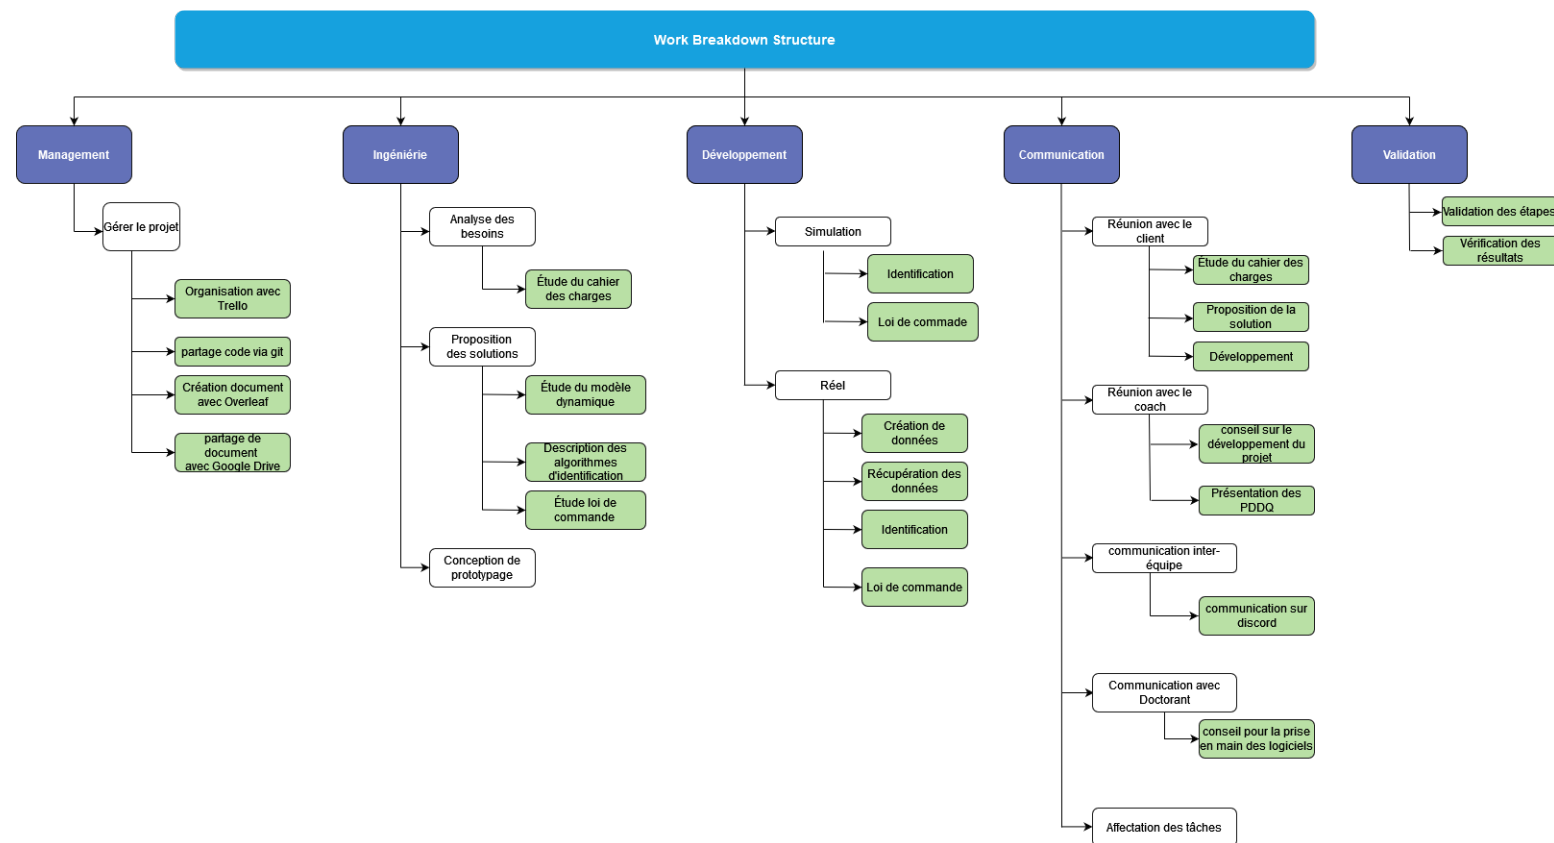 Work Breakdown Structure
Management
Gérer le projet
Organisation avec
Trello
partage code via git
Création document
avec Overleaf
partage de
document
avec Google Drive
Ingéniérie
Analyse des
besoins
Étude du cahier
des charges
Proposition
des solutions
Étude du modèle
dynamique
Description des
algorithmes
d'identification
Étude loi de
commande
Conception de
prototypage
Développement
Simulation
Identification
Loi de commade
Réel
Création de
données
Récupération des
données
Identification
Loi de commande
Communication
Réunion avec le
client
Étude du cahier des
charges
Proposition de la
solution
Développement
Réunion avec le
coach
conseil sur le
développement du
projet
Présentation des
PDDQ
communication inter-
équipe
communication sur
discord
Communication avec
Doctorant
conseil pour la prise
en main des logiciels
Affectation des tâches
Validation
Validation des étapes
Vérification des
résultats